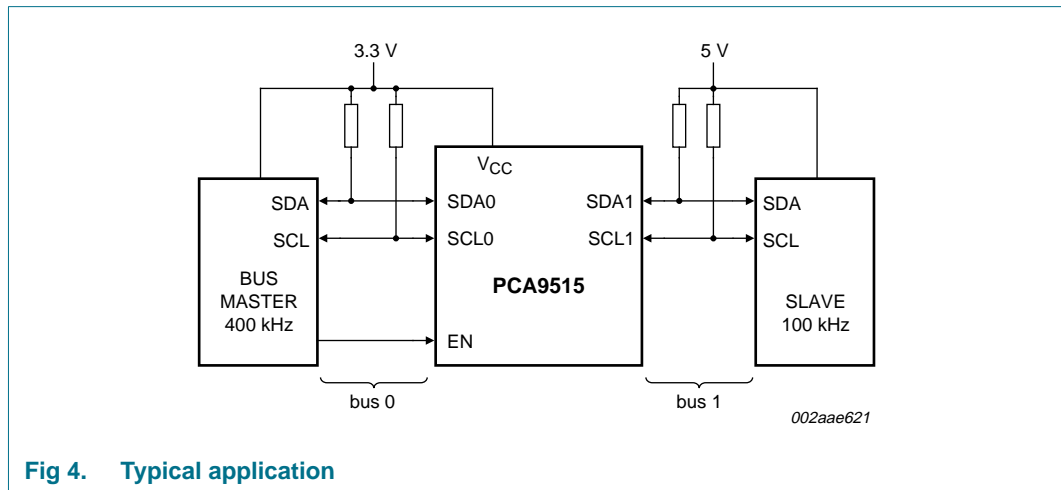 3.3 V
5 V
VCC
SDA
SDA0
SDA1
SDA
SCL
SCL0
SCL1
SCL
PCA9515
BUS
MASTER
400 kHz
SLAVE
100 kHz
EN
bus 0
bus 1
002aae621
Fig 4. Typical application